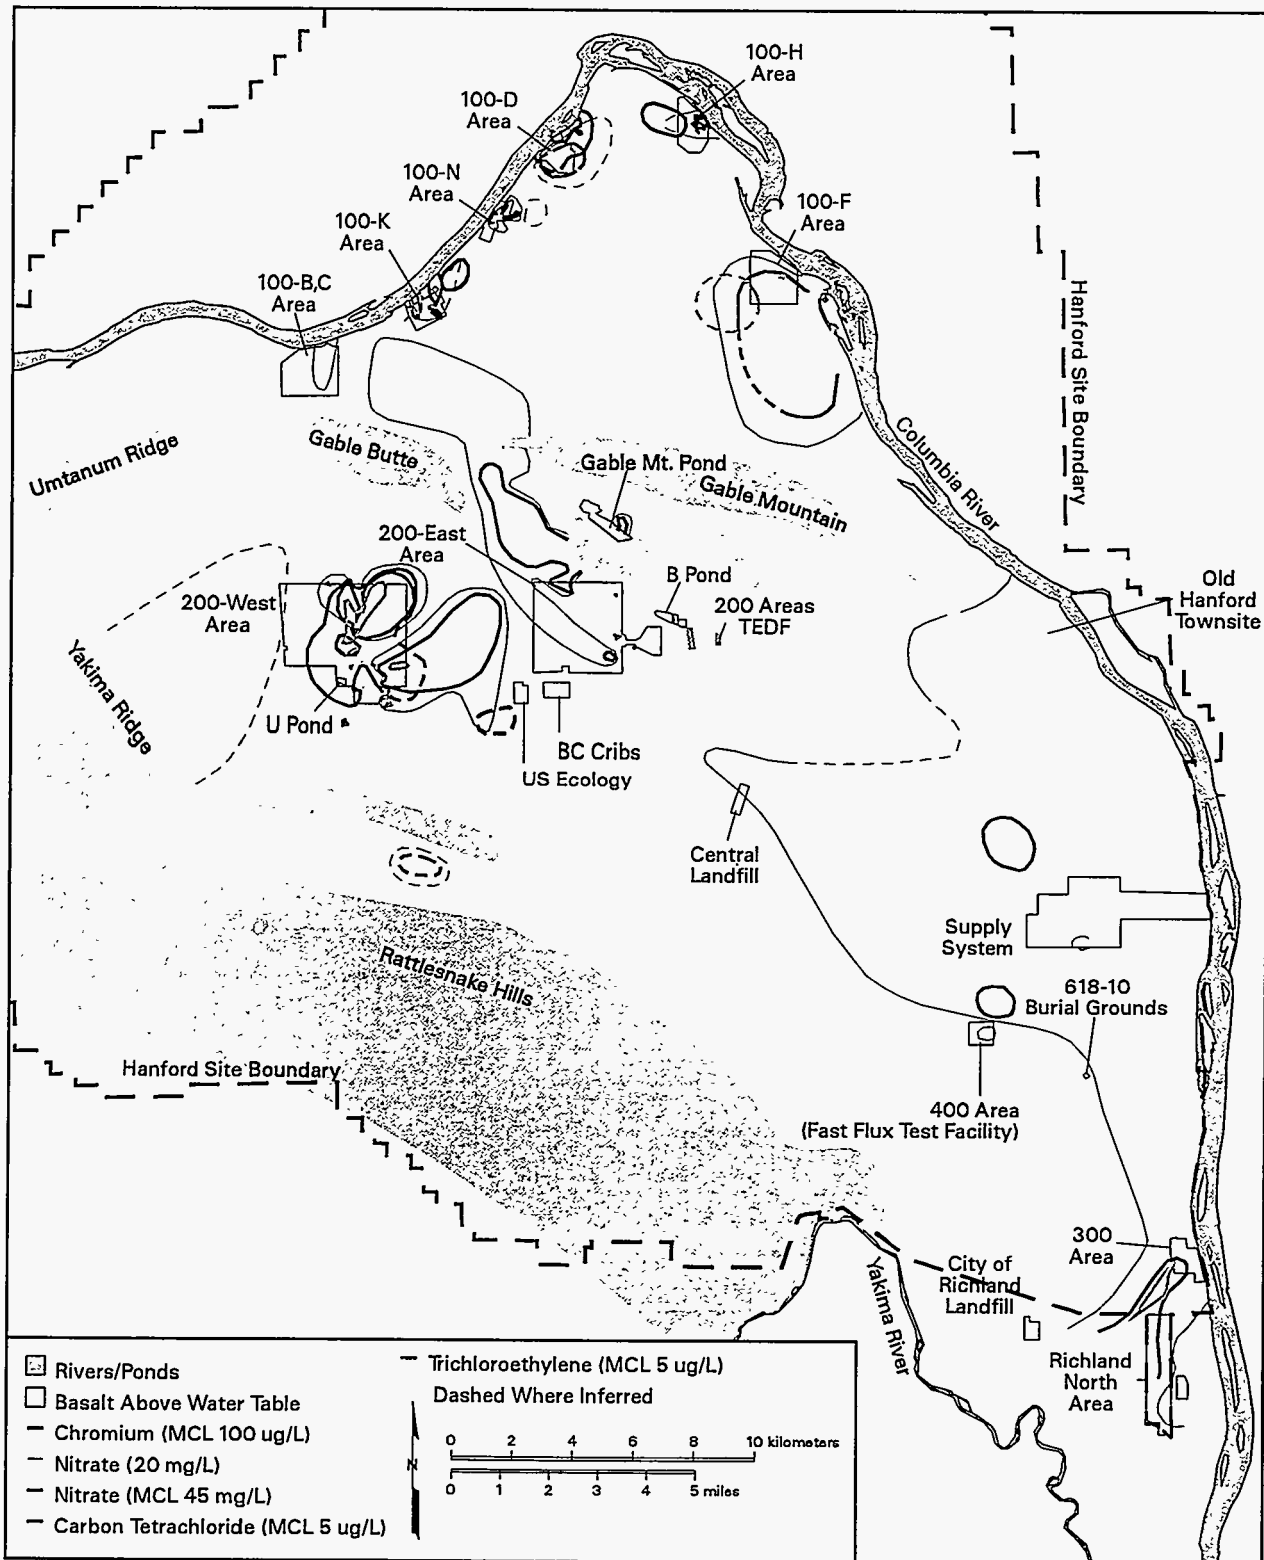 100-H
Area
100-D
Area
100-N
Area
100-K
Area
100-F
Area
100-B,C
Area
Hanford Site Boundary
Columbia River
Umtanum Ridge
Gable Butte
Gable Mt. Pond
Gable Mountain
200-East
Area
B Pond
200 Areas
TEDF
Old
Hanford
Townsite
200-West
Area
Yakima Ridge
U Pond
BC Cribs
US Ecology
Central
Landfill
Supply
System
Rattlesnake Hills
618-10
Burial Grounds
Hanford Site Boundary
400 Area
(Fast Flux Test Facility)
300
Area
City of
Richland
Landfill
Yakima River
Richland
North
Area
Rivers/Ponds
Basalt Above Water Table
Chromium (MCL 100 ug/L)
Nitrate (20 mg/L)
Nitrate (MCL 45 mg/L)
Carbon Tetrachloride (MCL 5 ug/L)
Trichloroethylene (MCL 5 ug/L)
Dashed Where Inferred
N
0 2 4 6 8 10 kilometers
0 1 2 3 4 5 miles